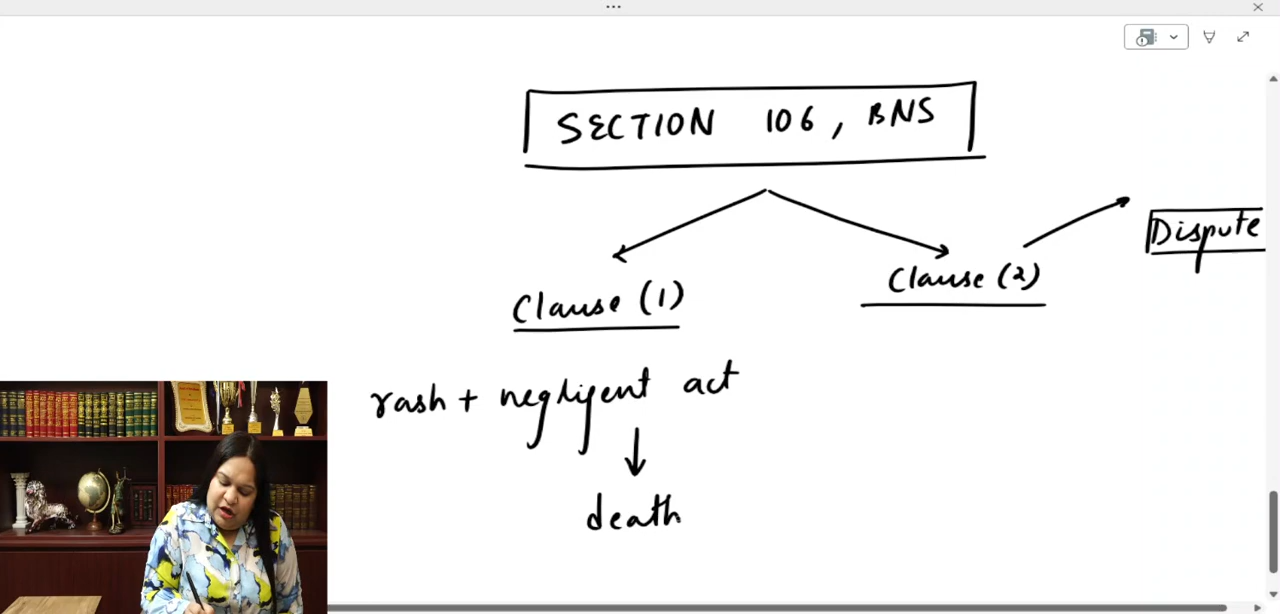 SECTION 106, BNS
Dispute
Clause (1)
Clause (2)
rash + negligent act
death